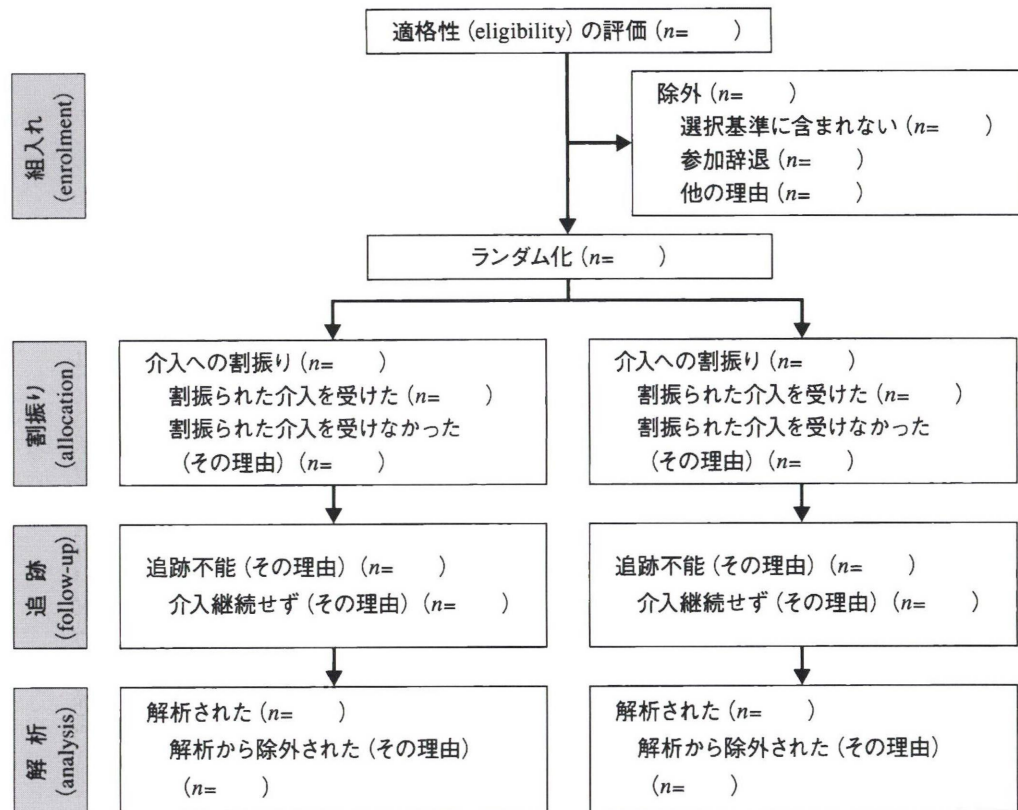 適格性 (eligibility) の評価 (n= )
組入れ
(enrolment)
除外 (n= )
選択基準に含まれない (n= )
参加辞退 (n= )
他の理由 (n= )
ランダム化 (n= )
割振り
(allocation)
介入への割振り (n= )
割振られた介入を受けた (n= )
割振られた介入を受けなかった
(その理由) (n= )
介入への割振り (n= )
割振られた介入を受けた (n= )
割振られた介入を受けなかった
(その理由) (n= )
追跡
(follow-up)
追跡不能 (その理由) (n= )
介入継続せず (その理由) (n= )
追跡不能 (その理由) (n= )
介入継続せず (その理由) (n= )
解析
(analysis)
解析された (n= )
解析から除外された (その理由)
(n= )
解析された (n= )
解析から除外された (その理由)
(n= )